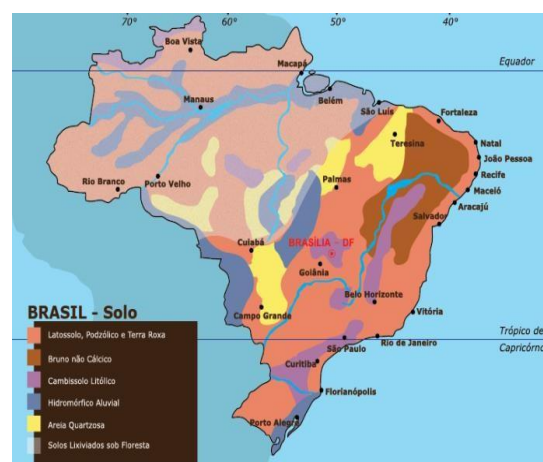 70° 60° 50° 40°
Boa Vista
Equador
Macapá
Manaus
Belém
São Luís
Fortaleza
Teresina
Natal
João Pessoa
Recife
Rio Branco
Porto Velho
Palmas
Maceió
Aracajú
Salvador
Cuiabá
BRASÍLIA - DF
Goiânia
Belo Horizonte
Campo Grande
Vitória
Trópico de
Capricórnio
São Paulo
Rio de Janeiro
Curitiba
Florianópolis
Porto Alegre
BRASIL - Solo
Latossolo, Podzólico e Terra Roxa
Bruno não Cálcico
Cambissolo Litólico
Hidromórfico Aluvial
Areia Quartzosa
Solos Lixiviados sob Floresta